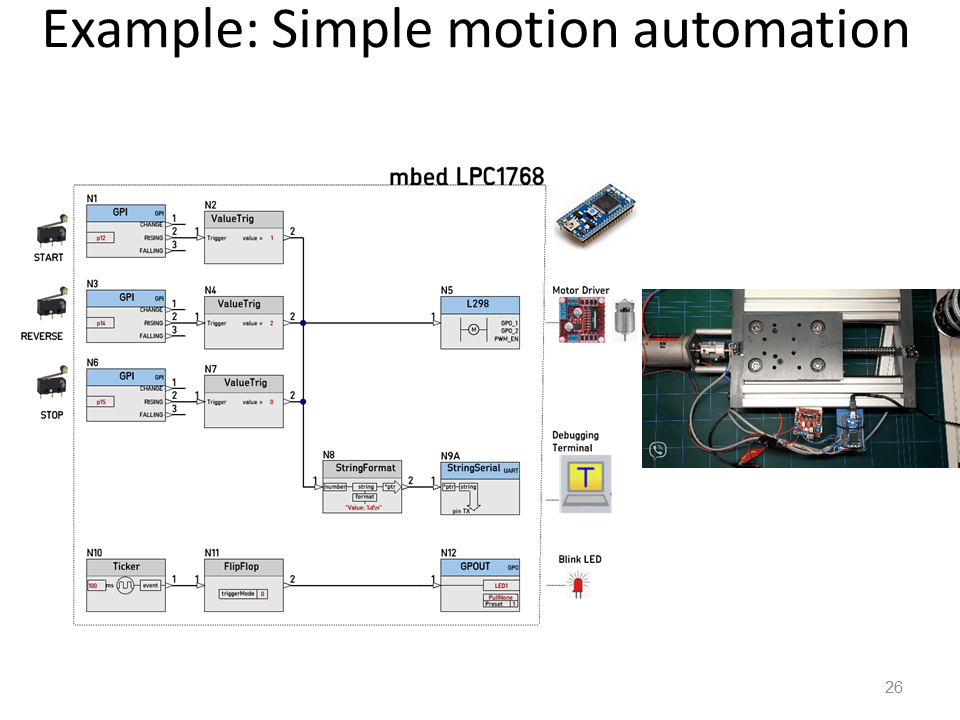 Example: Simple motion automation
mbed LPC1768
START
N1
GPI GPI
CHANGE 1
p12 RISING 2
FALLING 3
N2
ValueTrig
1 Trigger value = 1 2
REVERSE
N3
GPI GPI
CHANGE 1
p14 RISING 2
FALLING 3
N4
ValueTrig
1 Trigger value = 2 2
N5
L298
1 M GPO_1
GPO_2
PWM_EN
Motor Driver
STOP
N6
GPI GPI
CHANGE 1
p15 RISING 2
FALLING 3
N7
ValueTrig
1 Trigger value = 0 2
N8
StringFormat
1 number string *ptr 2
format
"Value: %d\n"
N9A
StringSerial UART
1 *ptr string
pin TX
Debugging
Terminal
T
N10
Ticker
100 ms event 1
N11
FlipFlop
1 2
triggerMode 0
N12
GPOUT GPO
1 LED1
PullNone
Preset 1
Blink LED
26